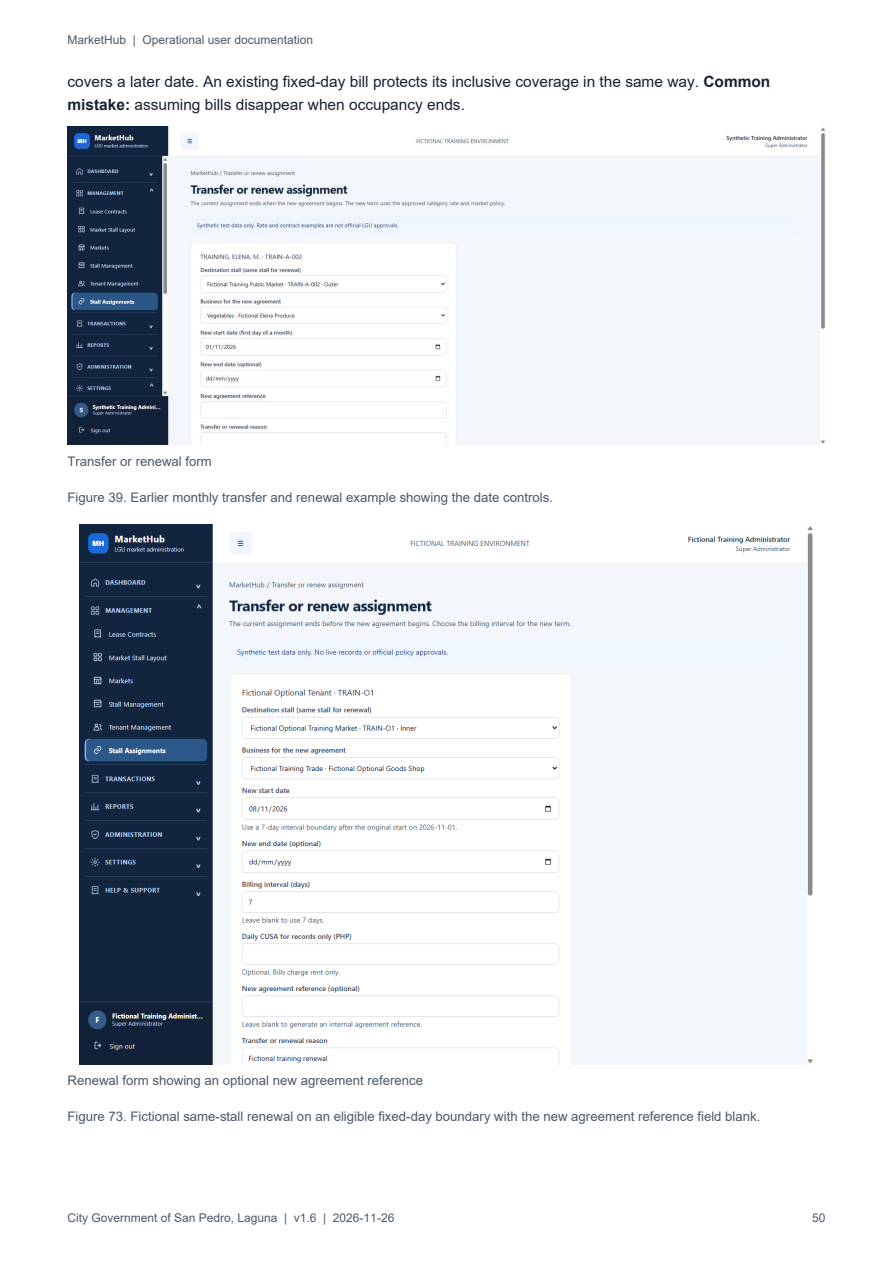 MarketHub | Operational user documentation
covers a later date. An existing fixed-day bill protects its inclusive coverage in the same way. Common
mistake: assuming bills disappear when occupancy ends.
MH
MarketHub
LGU market administration
≡
FICTIONAL TRAINING ENVIRONMENT
Synthetic Training Administrator
Super Administrator
DASHBOARD
MANAGEMENT
Lease Contracts
Market Stall Layout
Markets
Stall Management
Tenant Management
Stall Assignments
TRANSACTIONS
REPORTS
ADMINISTRATION
SETTINGS
S
Synthetic Training Admini...
Super Administrator
Sign out
MarketHub / Transfer or renew assignment
Transfer or renew assignment
The current assignment ends when the new agreement begins. The new term uses the approved category rate and market policy.
Synthetic test data only. Rate and contract examples are not official LGU approvals.
TRAINING, ELENA, M. · TRAIN-A-002
Destination stall (same stall for renewal)
Fictional Training Public Market · TRAIN-A-002 · Outer
Business for the new agreement
Vegetables · Fictional Elena Produce
New start date (first day of a month)
01/11/2026
New end date (optional)
dd/mm/yyyy
New agreement reference
Transfer or renewal reason
Transfer or renewal form
Figure 39. Earlier monthly transfer and renewal example showing the date controls.
MH
MarketHub
LGU market administration
≡
FICTIONAL TRAINING ENVIRONMENT
Fictional Training Administrator
Super Administrator
DASHBOARD
MANAGEMENT
Lease Contracts
Market Stall Layout
Markets
Stall Management
Tenant Management
Stall Assignments
TRANSACTIONS
REPORTS
ADMINISTRATION
SETTINGS
HELP & SUPPORT
F
Fictional Training Administ...
Super Administrator
Sign out
MarketHub / Transfer or renew assignment
Transfer or renew assignment
The current assignment ends before the new agreement begins. Choose the billing interval for the new term.
Synthetic test data only. No live records or official policy approvals.
Fictional Optional Tenant · TRAIN-O1
Destination stall (same stall for renewal)
Fictional Optional Training Market · TRAIN-O1 · Inner
Business for the new agreement
Fictional Training Trade · Fictional Optional Goods Shop
New start date
08/11/2026
Use a 7-day interval boundary after the original start on 2026-11-01.
New end date (optional)
dd/mm/yyyy
Billing interval (days)
7
Leave blank to use 7 days.
Daily CUSA for records only (PHP)
Optional. Bills charge rent only.
New agreement reference (optional)
Leave blank to generate an internal agreement reference.
Transfer or renewal reason
Fictional training renewal
Renewal form showing an optional new agreement reference
Figure 73. Fictional same-stall renewal on an eligible fixed-day boundary with the new agreement reference field blank.
City Government of San Pedro, Laguna | v1.6 | 2026-11-26
50